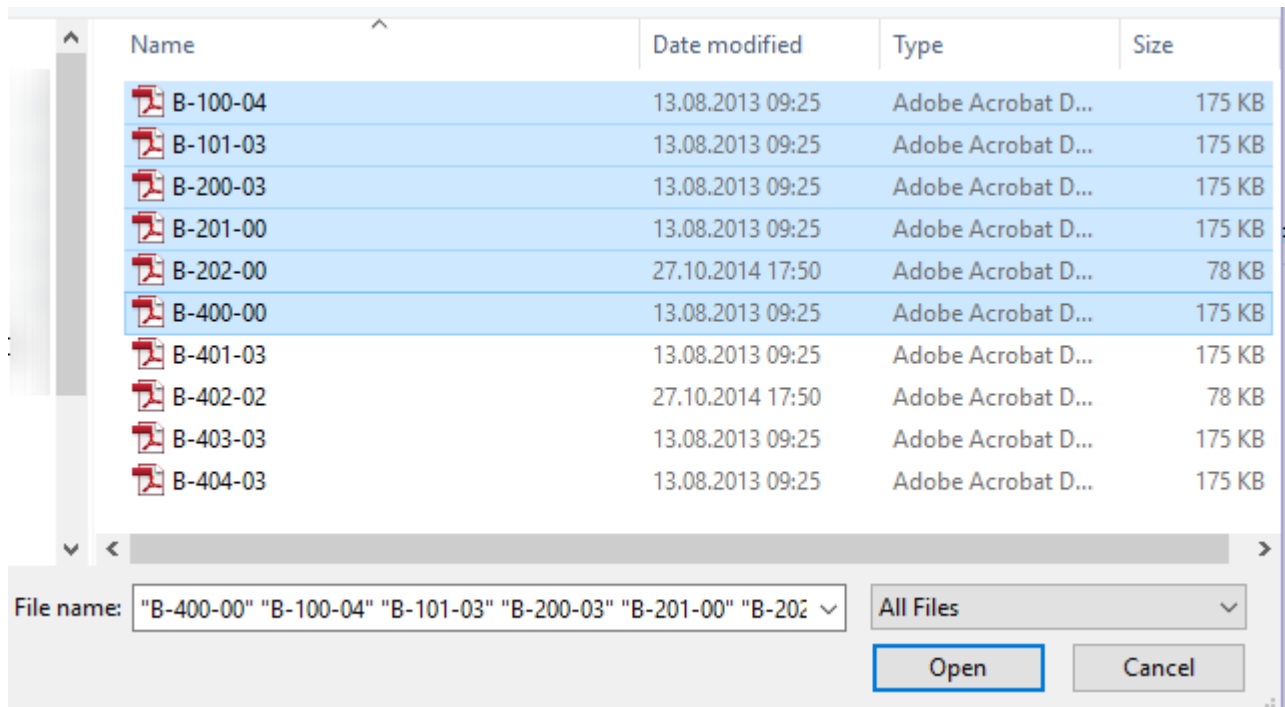 Name Date modified Type Size
B-100-04 13.08.2013 09:25 Adobe Acrobat D... 175 KB
B-101-03 13.08.2013 09:25 Adobe Acrobat D... 175 KB
B-200-03 13.08.2013 09:25 Adobe Acrobat D... 175 KB
B-201-00 13.08.2013 09:25 Adobe Acrobat D... 175 KB
B-202-00 27.10.2014 17:50 Adobe Acrobat D... 78 KB
B-400-00 13.08.2013 09:25 Adobe Acrobat D... 175 KB
B-401-03 13.08.2013 09:25 Adobe Acrobat D... 175 KB
B-402-02 27.10.2014 17:50 Adobe Acrobat D... 78 KB
B-403-03 13.08.2013 09:25 Adobe Acrobat D... 175 KB
B-404-03 13.08.2013 09:25 Adobe Acrobat D... 175 KB
File name: "B-400-00" "B-100-04" "B-101-03" "B-200-03" "B-201-00" "B-202 All Files
Open Cancel